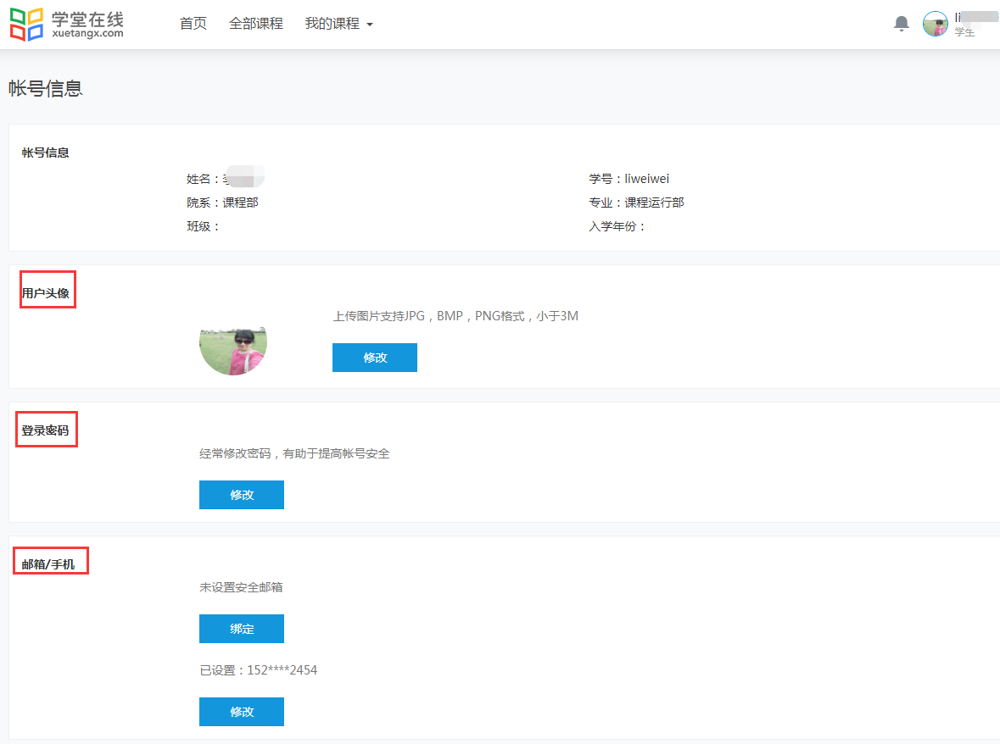 学堂在线
xuetangx.com
首页 全部课程 我的课程
li
学生
帐号信息
帐号信息
姓名：
学号：liweiwei
院系：课程部
专业：课程运行部
班级：
入学年份：
用户头像
上传图片支持JPG，BMP，PNG格式，小于3M
修改
登录密码
经常修改密码，有助于提高帐号安全
修改
邮箱/手机
未设置安全邮箱
绑定
已设置：152****2454
修改